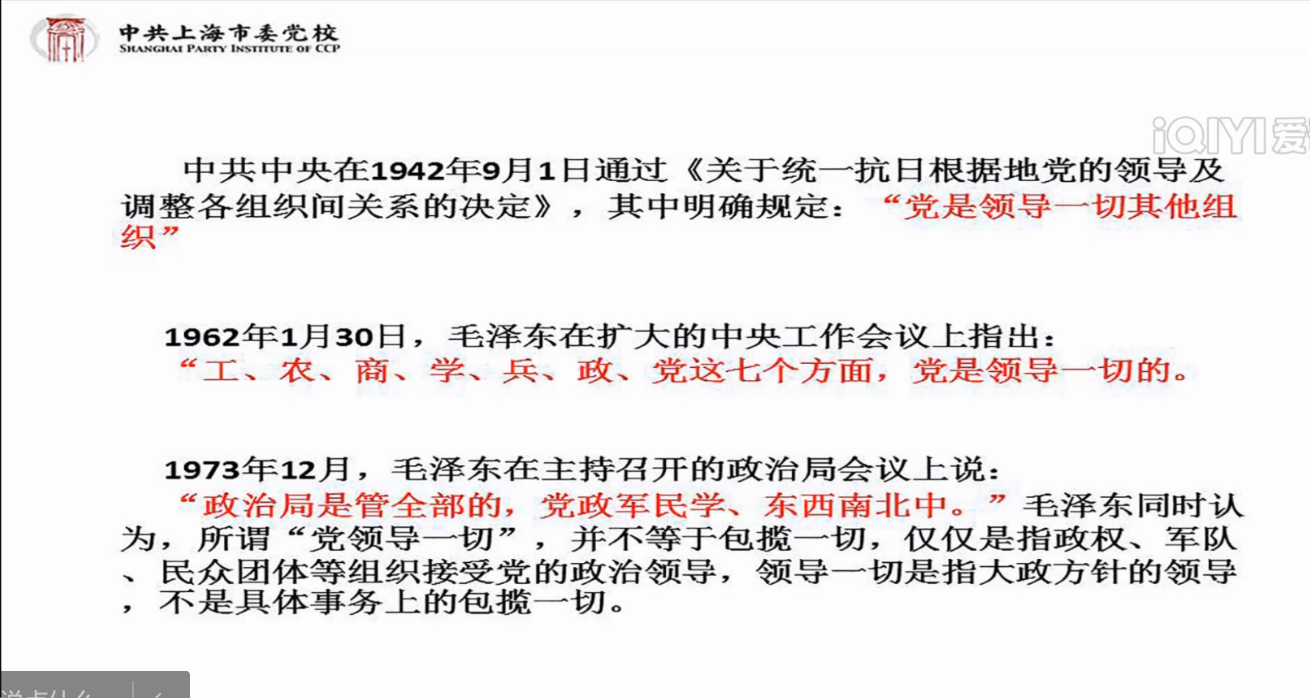 中共上海市委党校
SHANGHAI PARTY INSTITUTE OF CCP
iQIYI 爱
中共中央在1942年9月1日通过《关于统一抗日根据地党的领导及
调整各组织间关系的决定》，其中明确规定：“党是领导一切其他组
织”
1962年1月30日，毛泽东在扩大的中央工作会议上指出：
“工、农、商、学、兵、政、党这七个方面，党是领导一切的。
1973年12月，毛泽东在主持召开的政治局会议上说：
“政治局是管全部的，党政军民学、东西南北中。”毛泽东同时认
为，所谓“党领导一切”，并不等于包揽一切，仅仅是指政权、军队
、民众团体等组织接受党的政治领导，领导一切是指大政方针的领导
，不是具体事务上的包揽一切。